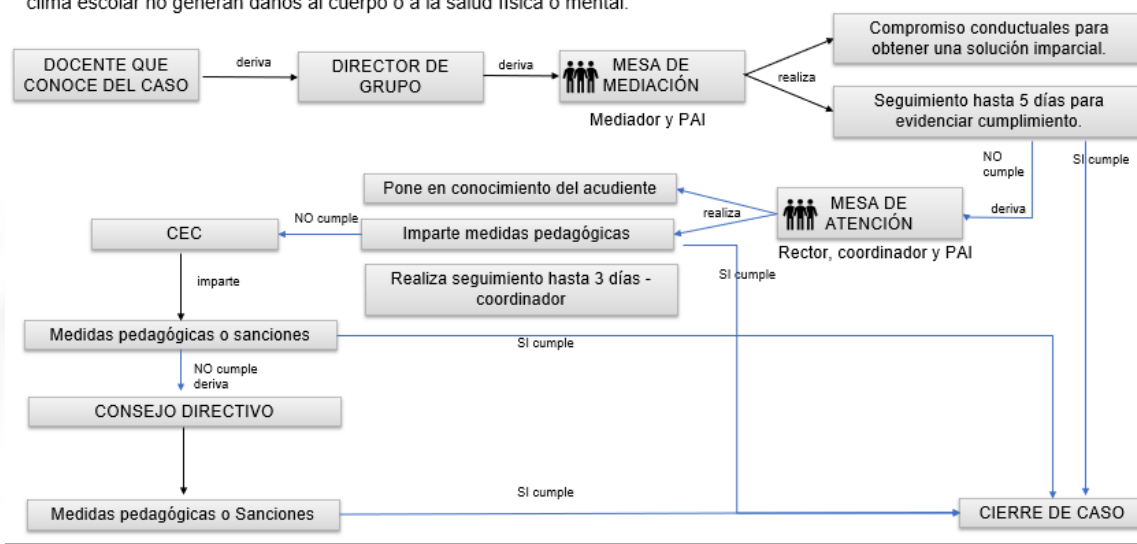 clima escolar no generan daños al cuerpo o a la salud física o mental.
DOCENTE QUE
CONOCE DEL CASO
deriva
DIRECTOR DE
GRUPO
deriva
MESA DE
MEDIACIÓN
Mediador y PAI
realiza
Compromiso conductuales para
obtener una solución imparcial.
Seguimiento hasta 5 días para
evidenciar cumplimiento.
NO
cumple
SI cumple
deriva
MESA DE
ATENCIÓN
Rector, coordinador y PAI
realiza
Pone en conocimiento del acudiente
Imparte medidas pedagógicas
Realiza seguimiento hasta 3 días -
coordinador
SI cumple
NO cumple
CEC
imparte
Medidas pedagógicas o sanciones
SI cumple
NO cumple
deriva
CONSEJO DIRECTIVO
Medidas pedagógicas o Sanciones
SI cumple
CIERRE DE CASO